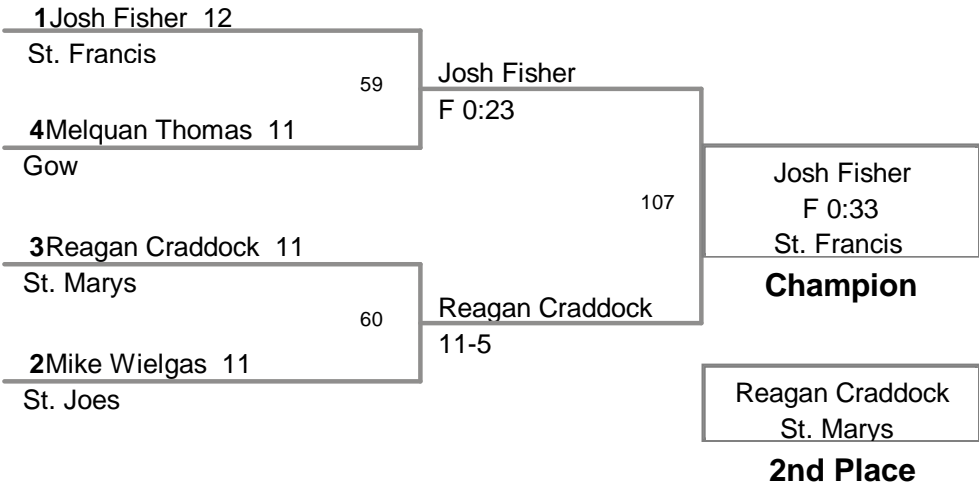 1Josh Fisher 12
St. Francis
59
4Melquan Thomas 11
Gow
3Reagan Craddock 11
St. Marys
60
2Mike Wielgas 11
St. Joes
Josh Fisher
F 0:23
107
Reagan Craddock
11-5
Josh Fisher
F 0:33
St. Francis
Champion
Reagan Craddock
St. Marys
2nd Place